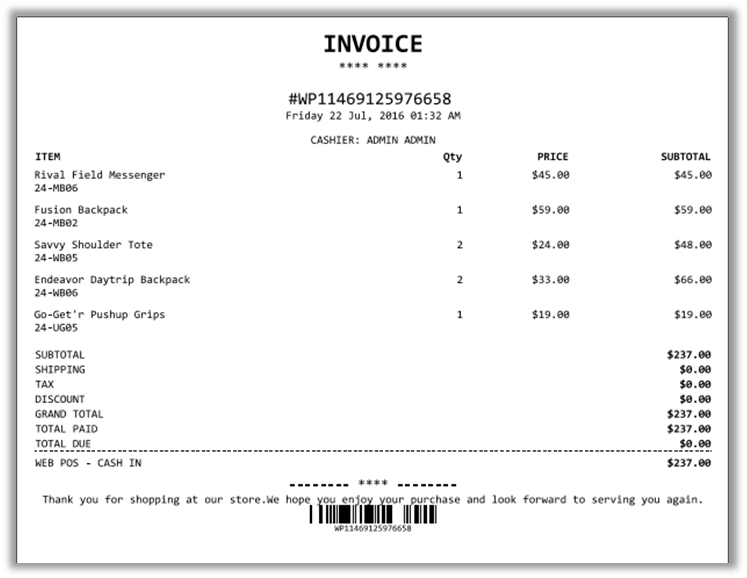 INVOICE
**** ****
#WP11469125976658
Friday 22 Jul, 2016 01:32 AM
CASHIER: ADMIN ADMIN
ITEM Qty PRICE SUBTOTAL
Rival Field Messenger 1 $45.00 $45.00
24-MB06
Fusion Backpack 1 $59.00 $59.00
24-MB02
Savvy Shoulder Tote 2 $24.00 $48.00
24-WB05
Endeavor Daytrip Backpack 2 $33.00 $66.00
24-WB06
Go-Get'r Pushup Grips 1 $19.00 $19.00
24-UG05
SUBTOTAL $237.00
SHIPPING $0.00
TAX $0.00
DISCOUNT $0.00
GRAND TOTAL $237.00
TOTAL PAID $237.00
TOTAL DUE $0.00
WEB POS - CASH IN $237.00
-------- **** --------
Thank you for shopping at our store.We hope you enjoy your purchase and look forward to serving you again.
WP11469125976658